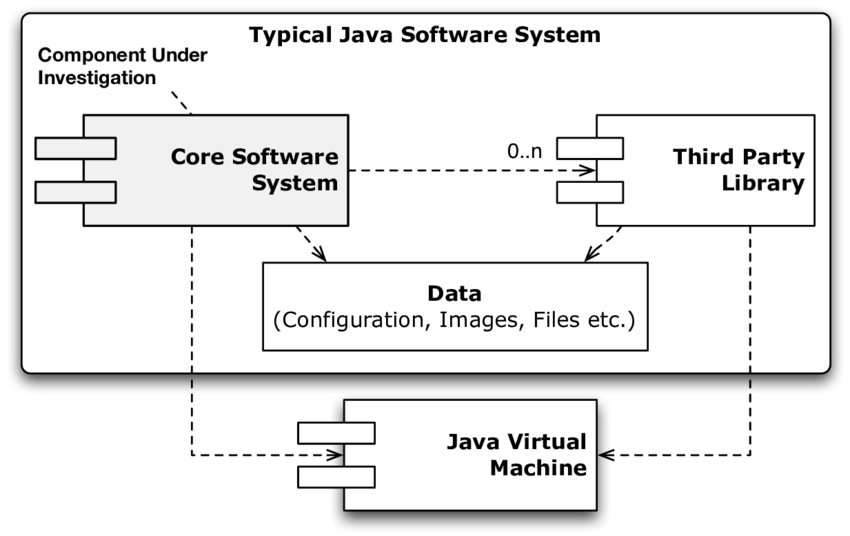 Typical Java Software System
Component Under
Investigation
Core Software
System
0..n
Third Party
Library
Data
(Configuration, Images, Files etc.)
Java Virtual
Machine